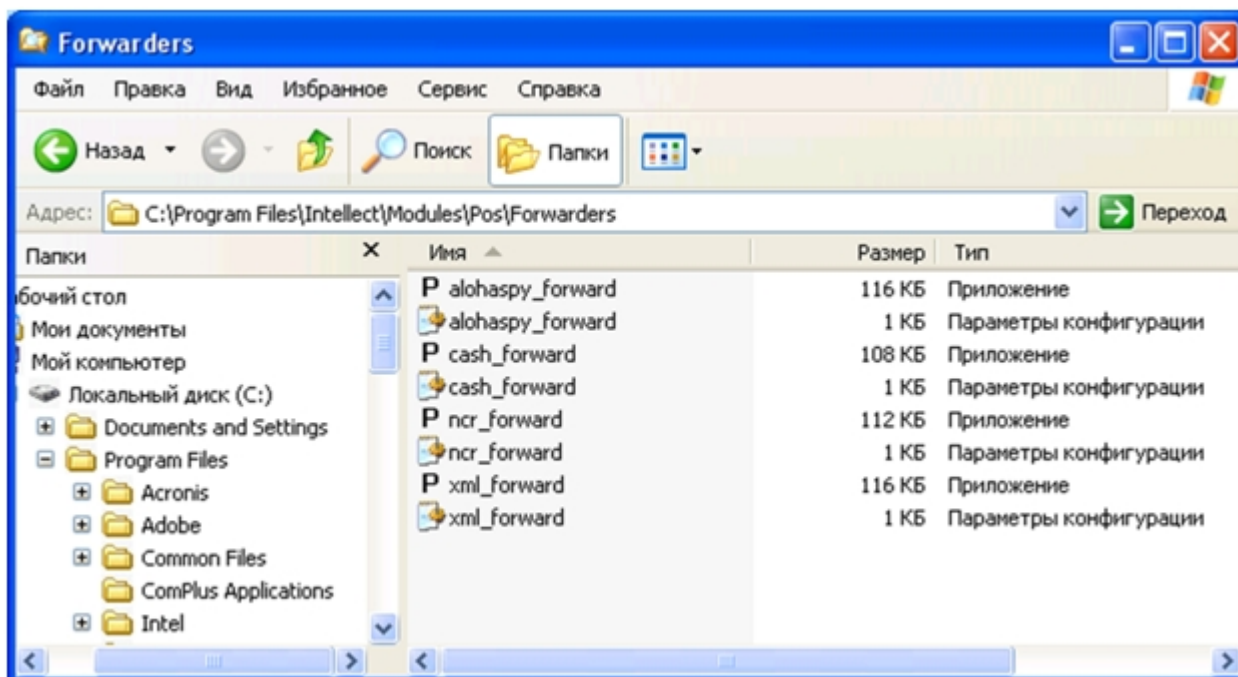 Forwarders
Файл Правка Вид Избранное Сервис Справка
Назад Поиск Папки
Адрес: C:\Program Files\Intellect\Modules\Pos\Forwarders Переход
Папки X Имя Размер Тип
бочий стол
Мои документы
Мой компьютер
Локальный диск (C:)
Documents and Settings
Program Files
Acronis
Adobe
Common Files
ComPlus Applications
Intel
P alohaspy_forward 116 КБ Приложение
alohaspy_forward 1 КБ Параметры конфигурации
P cash_forward 108 КБ Приложение
cash_forward 1 КБ Параметры конфигурации
P ncr_forward 112 КБ Приложение
ncr_forward 1 КБ Параметры конфигурации
P xml_forward 116 КБ Приложение
xml_forward 1 КБ Параметры конфигурации